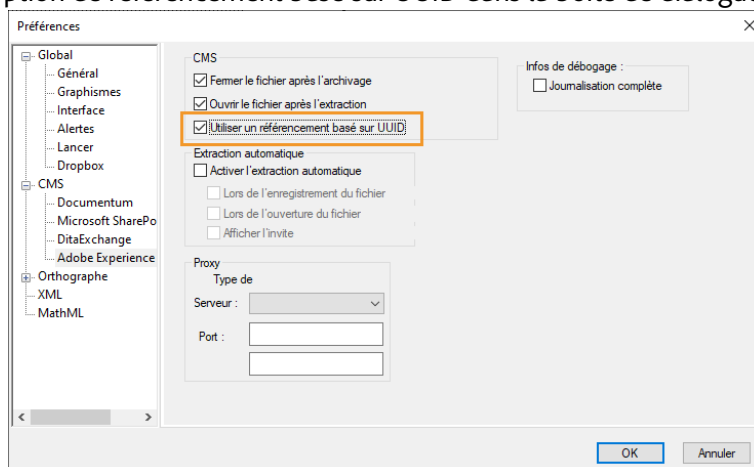 Préférences
Global
Général
Graphismes
Interface
Alertes
Lancer
Dropbox
CMS
Documentum
Microsoft SharePo
DitaExchange
Adobe Experience
Orthographe
XML
MathML
CMS
Fermer le fichier après l'archivage
Ouvrir le fichier après l'extraction
Utiliser un référencement basé sur UUID
Infos de débogage :
Journalisation complète
Extraction automatique
Activer l'extraction automatique
Lors de l'enregistrement du fichier
Lors de l'ouverture du fichier
Afficher l'invite
Proxy
Type de
Serveur :
Port :
OK
Annuler